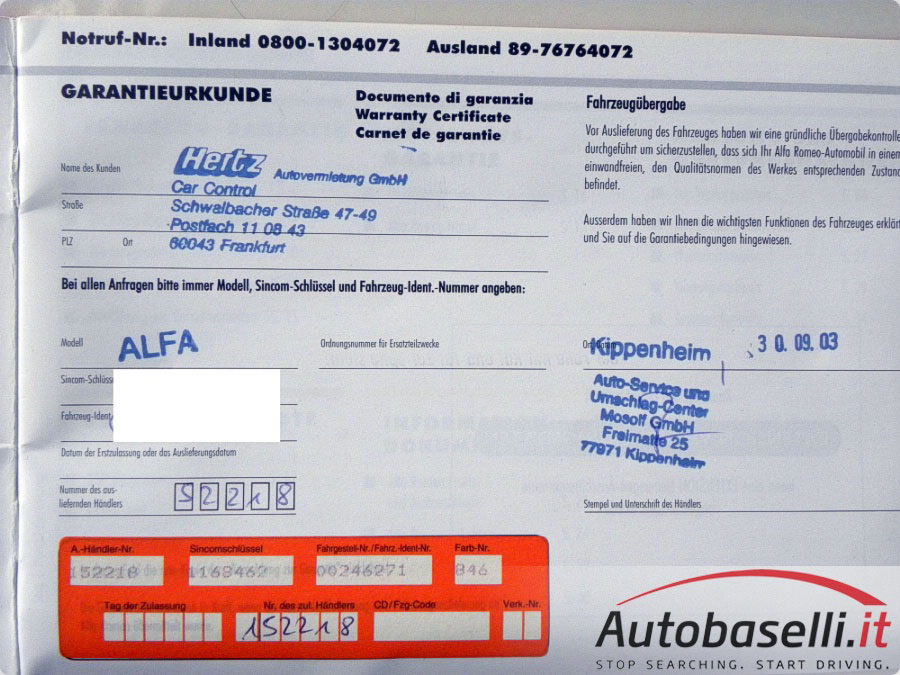 Notruf-Nr.: Inland 0800-1304072 Ausland 89-76764072
GARANTIEURKUNDE
Documento di garanzia
Warranty Certificate
Carnet de garantie
Name des Kunden
Hertz Autovermietung GmbH
Car Control
Straße
Schwalbacher Straße 47-49
Postfach 11 08 43
PLZ Ort
60043 Frankfurt
Bei allen Anfragen bitte immer Modell, Sincom-Schlüssel und Fahrzeug-Ident.-Nummer angeben:
Modell ALFA
Ordnungsnummer für Ersatzteilzwecke
Sincom-Schlüss
Fahrzeug-Ident
Datum der Erstzulassung oder das Auslieferungsdatum
Nummer des aus-
liefernden Händlers
52218
Fahrzeugübergabe
Vor Auslieferung des Fahrzeuges haben wir eine gründliche Übergabekontrolle
durchgeführt um sicherzustellen, dass sich Ihr Alfa Romeo-Automobil in einem
einwandfreien, den Qualitätsnormen des Werkes entsprechenden Zustand
befindet.
Ausserdem haben wir Ihnen die wichtigsten Funktionen des Fahrzeuges erklärt
und Sie auf die Garantiebedingungen hingewiesen.
Kippenheim 30.09.03
Auto-Service und
Umschlag-Center
Mosolf GmbH
Freimatte 25
77971 Kippenheim
Stempel und Unterschrift des Händlers
A.-Händler-Nr. Sincomschlüssel Fahrgestell-Nr./Fahrz.-Ident-Nr. Farb-Nr.
152218 1163462 00246271 846
Tag der Zulassung Nr. des zul. Händlers CD/Fzg-Code Verk.-Nr.
152218
Autobaselli.it
STOP SEARCHING. START DRIVING.